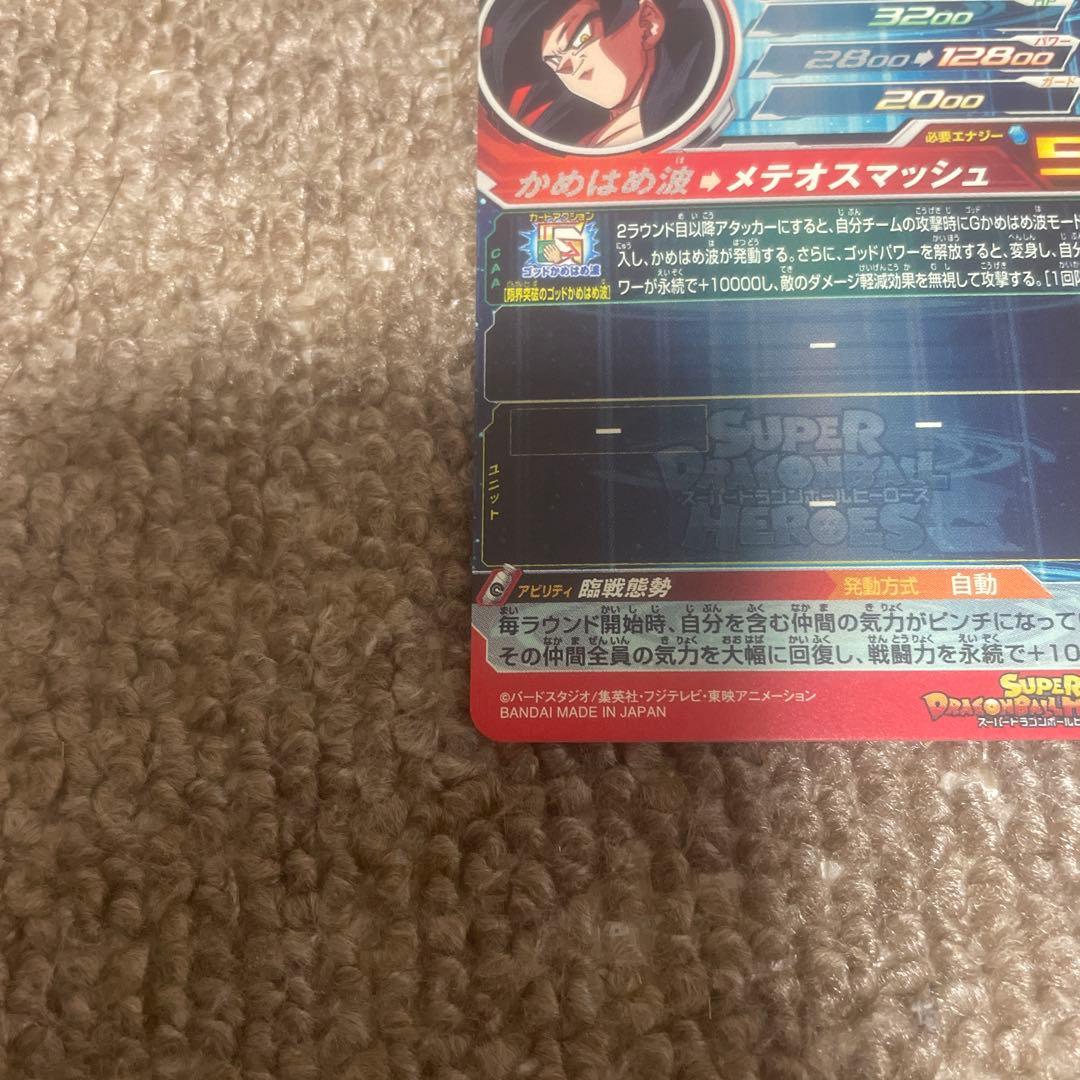 HP
3200
パワー
2800➡12800
ガード
2000
必要エナジー
かめはめ波➡メテオスマッシュ
カードアクション
ゴッドかめはめ波
[限界突破のゴッドかめはめ波]
CAA
2ラウンド目以降アタッカーにすると、自分チームの攻撃時にGかめはめ波モード
入し、かめはめ波が発動する。さらに、ゴッドパワーを解放すると、変身し、自分
ワーが永続で+10000し、敵のダメージ軽減効果を無視して攻撃する。[1回限
ー
ー
ー
ー
ユニット
SUPER
DRAGONBALL
スーパードラゴンボールヒーローズ
HEROES
アビリティ 臨戦態勢
発動方式 自動
毎ラウンド開始時、自分を含む仲間の気力がピンチになって
その仲間全員の気力を大幅に回復し、戦闘力を永続で+10
©バードスタジオ/集英社・フジテレビ・東映アニメーション
BANDAI MADE IN JAPAN
SUPER
DRAGONBALL H
スーパードラゴンボールヒ